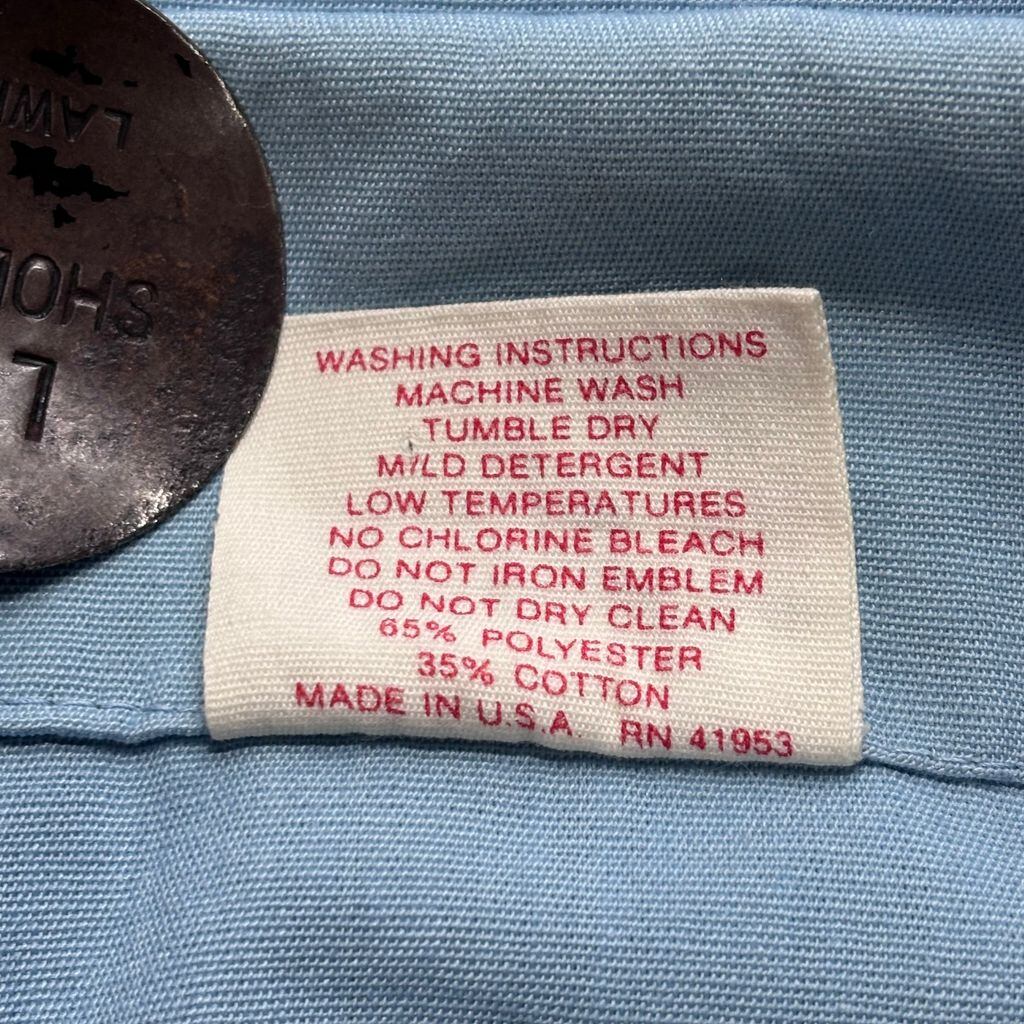 WASHING INSTRUCTIONS
MACHINE WASH
TUMBLE DRY
MILD DETERGENT
LOW TEMPERATURES
NO CHLORINE BLEACH
DO NOT IRON EMBLEM
DO NOT DRY CLEAN
65% POLYESTER
35% COTTON
MADE IN U.S.A. RN 41953
L